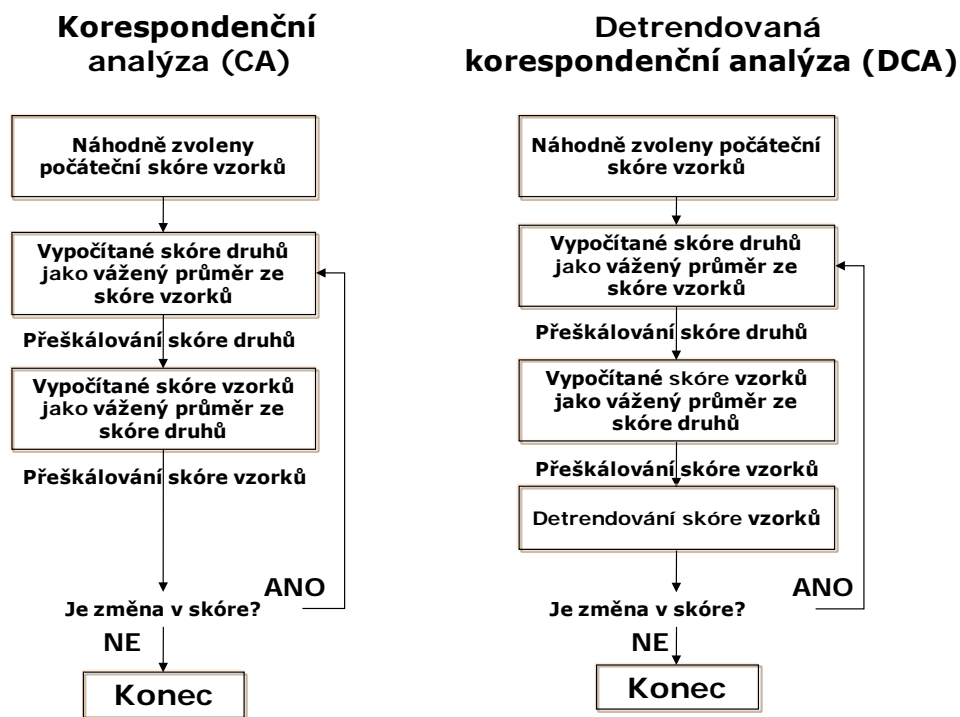 Korespondenční
analýza (CA)
Náhodně zvoleny
počáteční skóre vzorků
Vypočítané skóre druhů
jako vážený průměr ze
skóre vzorků
Přeškálování skóre druhů
Vypočítané skóre vzorků
jako vážený průměr ze
skóre druhů
Přeškálování skóre vzorků
ANO
Je změna v skóre?
NE
Konec
Detrendovaná
korespondenční analýza (DCA)
Náhodně zvoleny počáteční
skóre vzorků
Vypočítané skóre druhů
jako vážený průměr ze
skóre vzorků
Přeškálování skóre druhů
Vypočítané skóre vzorků
jako vážený průměr ze
skóre druhů
Přeškálování skóre vzorků
Detrendování skóre vzorků
ANO
Je změna v skóre?
NE
Konec